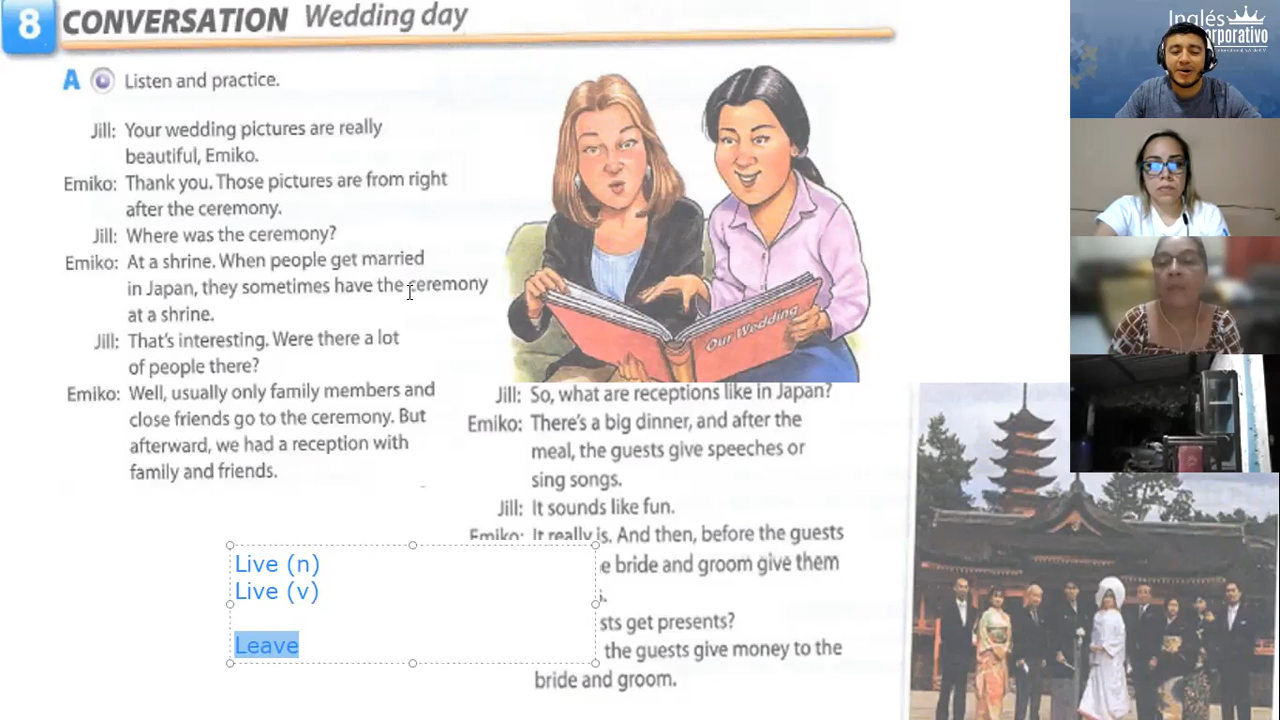 8 CONVERSATION Wedding day
A Listen and practice.
Jill: Your wedding pictures are really
beautiful, Emiko.
Emiko: Thank you. Those pictures are from right
after the ceremony.
Jill: Where was the ceremony?
Emiko: At a shrine. When people get married
in Japan, they sometimes have the ceremony
at a shrine.
Jill: That's interesting. Were there a lot
of people there?
Emiko: Well, usually only family members and
close friends go to the ceremony. But
afterward, we had a reception with
family and friends.
Our Wedding
Jill: So, what are receptions like in Japan?
Emiko: There's a big dinner, and after the
meal, the guests give speeches or
sing songs.
Jill: It sounds like fun.
Emiko: It really is. And then, before the guests
e bride and groom give them
s.
sts get presents?
the guests give money to the
bride and groom.
Live (n)
Live (v)
Leave
Inglés
orporativo